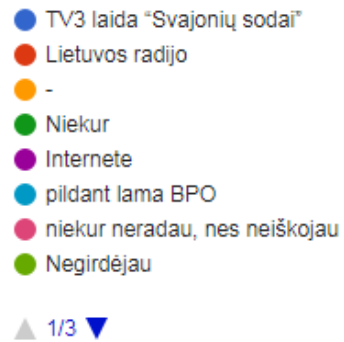 TV3 laida “Svajonių sodai”
Lietuvos radijo
-
Niekur
Internete
pildant lama BPO
niekur neradau, nes neiškojau
Negirdėjau
1/3